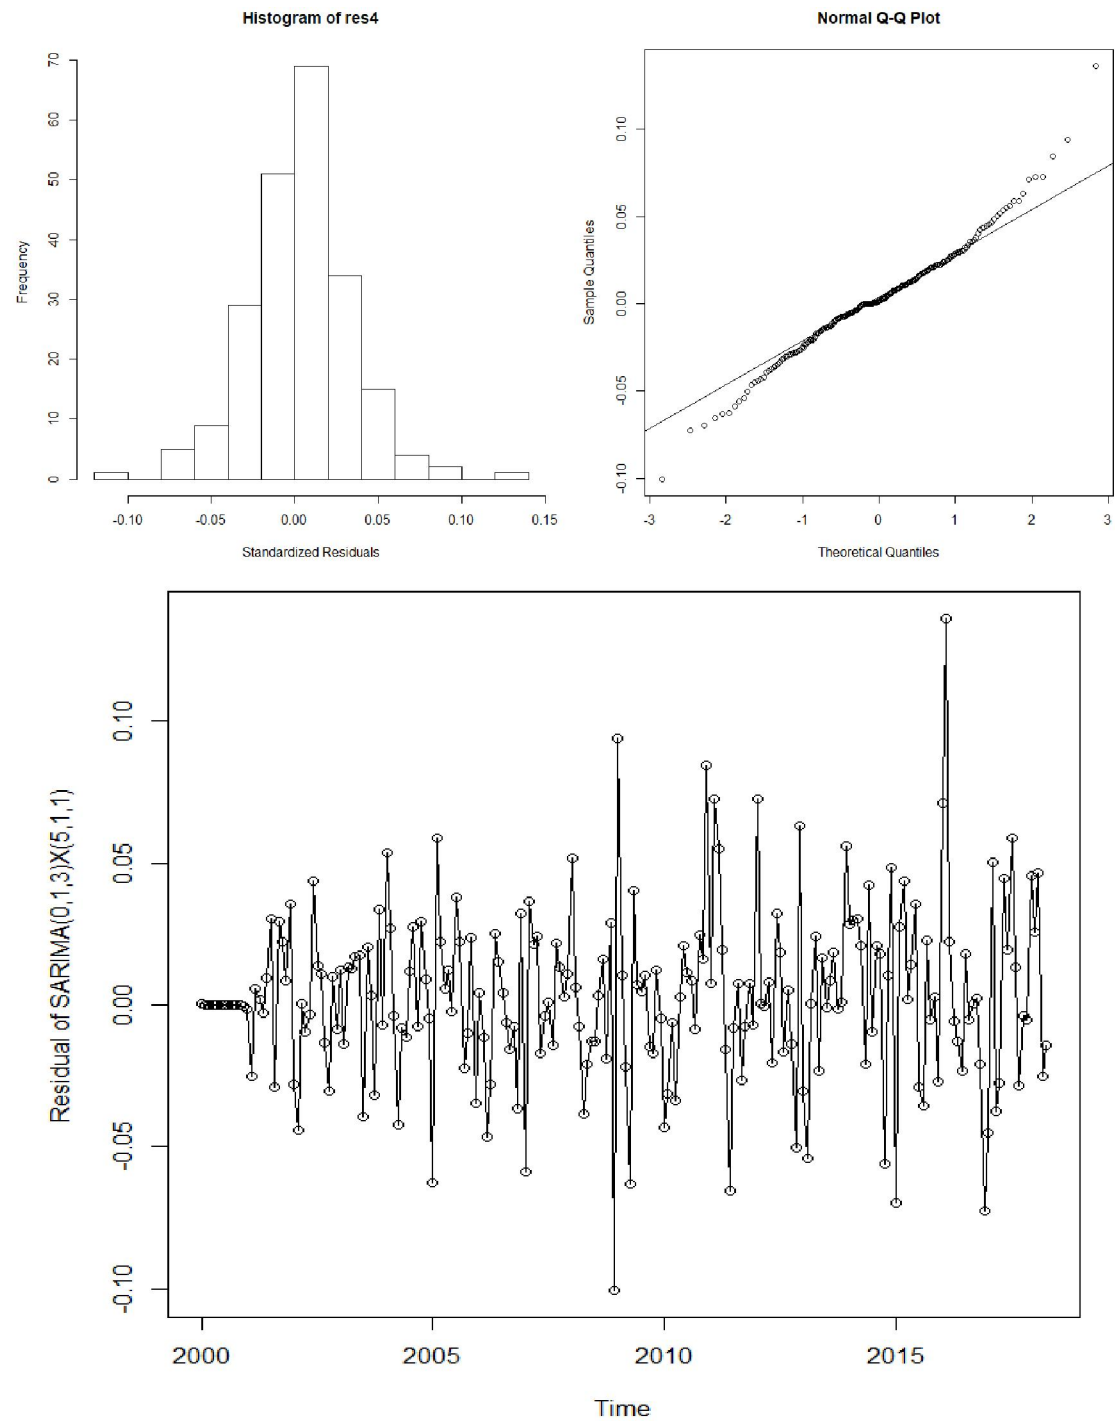 Histogram of res4
Frequency
70
60
50
40
30
20
10
0
-0.10 -0.05 0.00 0.05 0.10 0.15
Standardized Residuals
Normal Q-Q Plot
Sample Quantiles
0.10
0.05
0.00
-0.05
-0.10
-3 -2 -1 0 1 2 3
Theoretical Quantiles
Residual of SARIMA(0,1,3)X(5,1,1)
0.10
0.05
0.00
-0.05
-0.10
2000 2005 2010 2015
Time